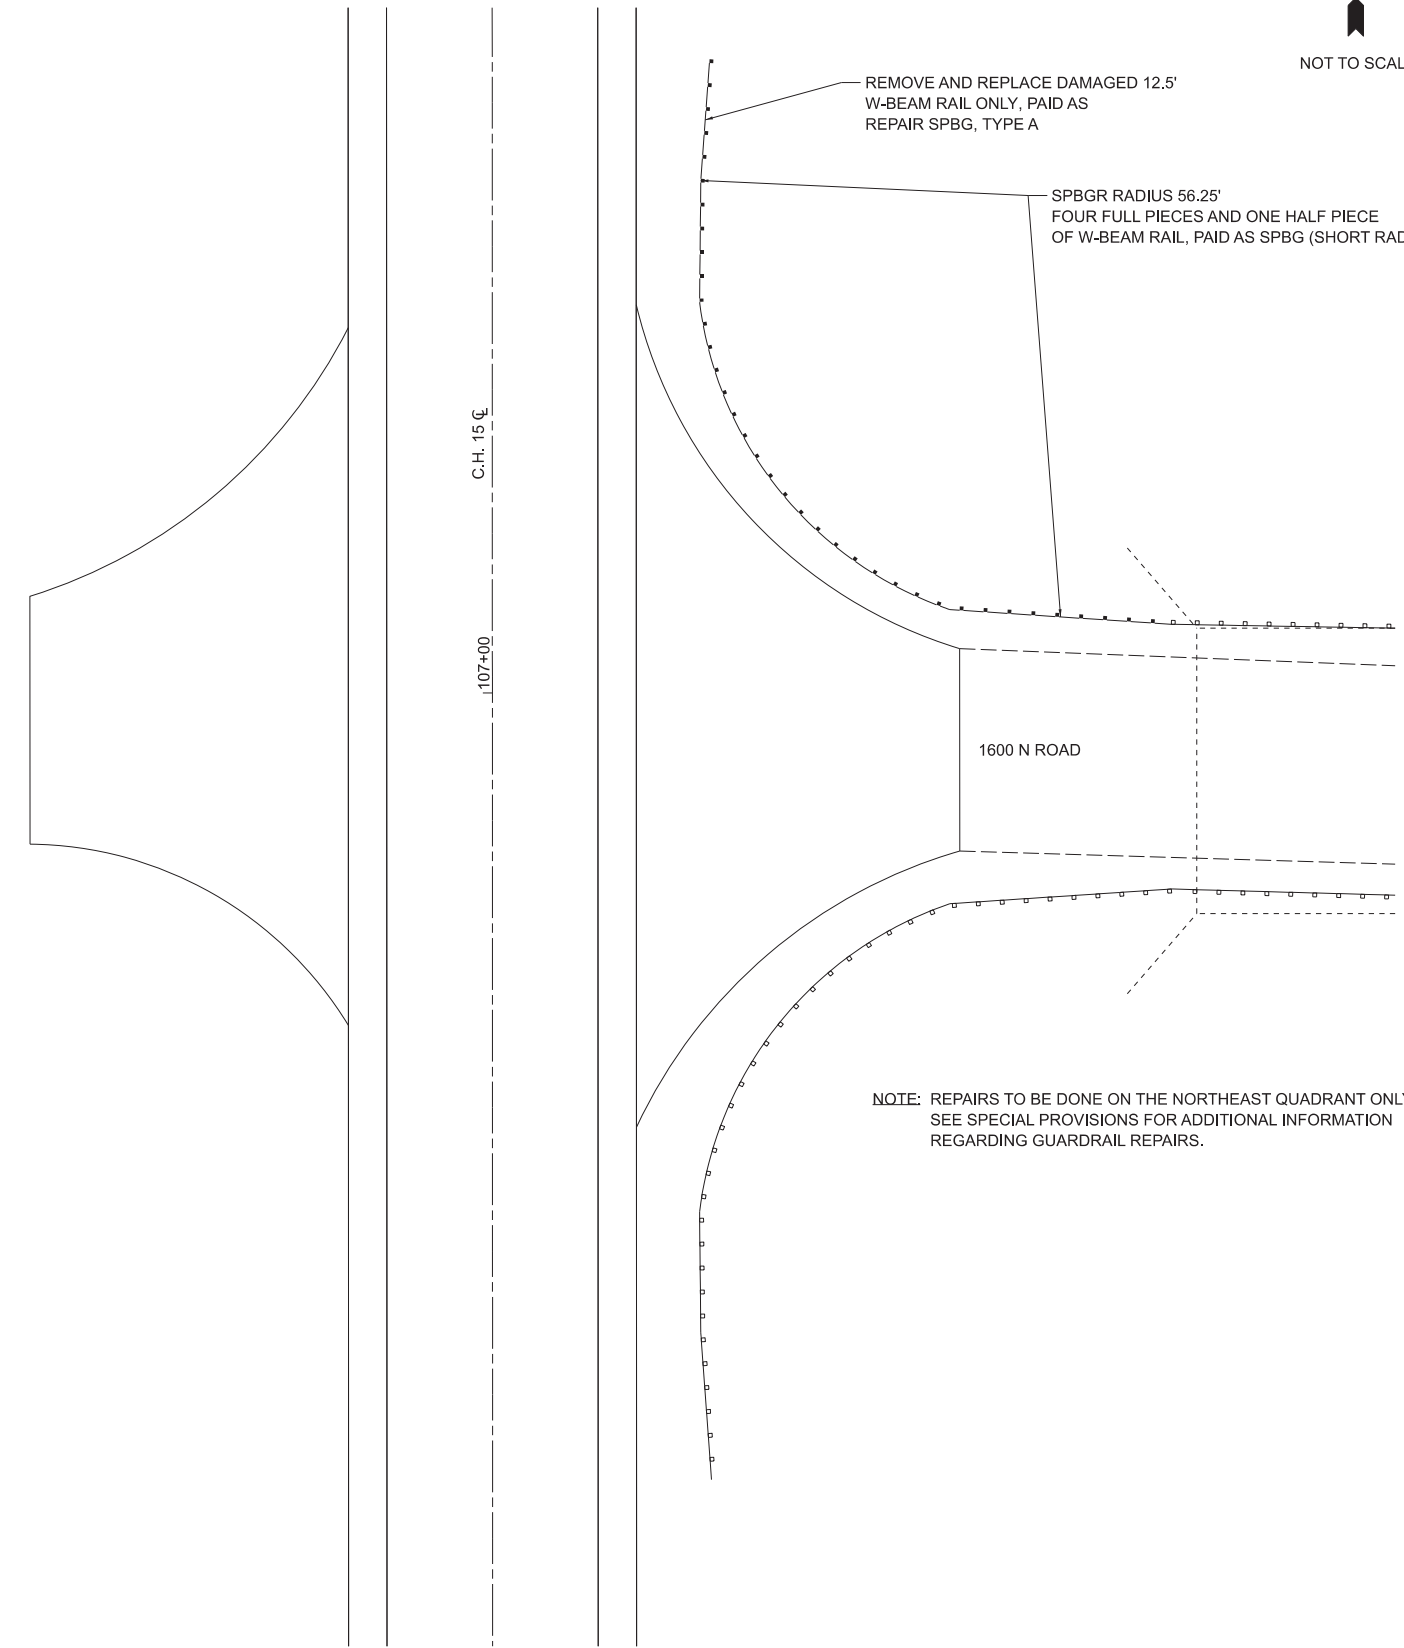 NOT TO SCAL
REMOVE AND REPLACE DAMAGED 12.5'
W-BEAM RAIL ONLY, PAID AS
REPAIR SPBG, TYPE A
SPBGR RADIUS 56.25'
FOUR FULL PIECES AND ONE HALF PIECE
OF W-BEAM RAIL, PAID AS SPBG (SHORT RAD
C.H. 15 ℄
107+00
1600 N ROAD
NOTE: REPAIRS TO BE DONE ON THE NORTHEAST QUADRANT ONLY
SEE SPECIAL PROVISIONS FOR ADDITIONAL INFORMATION
REGARDING GUARDRAIL REPAIRS.